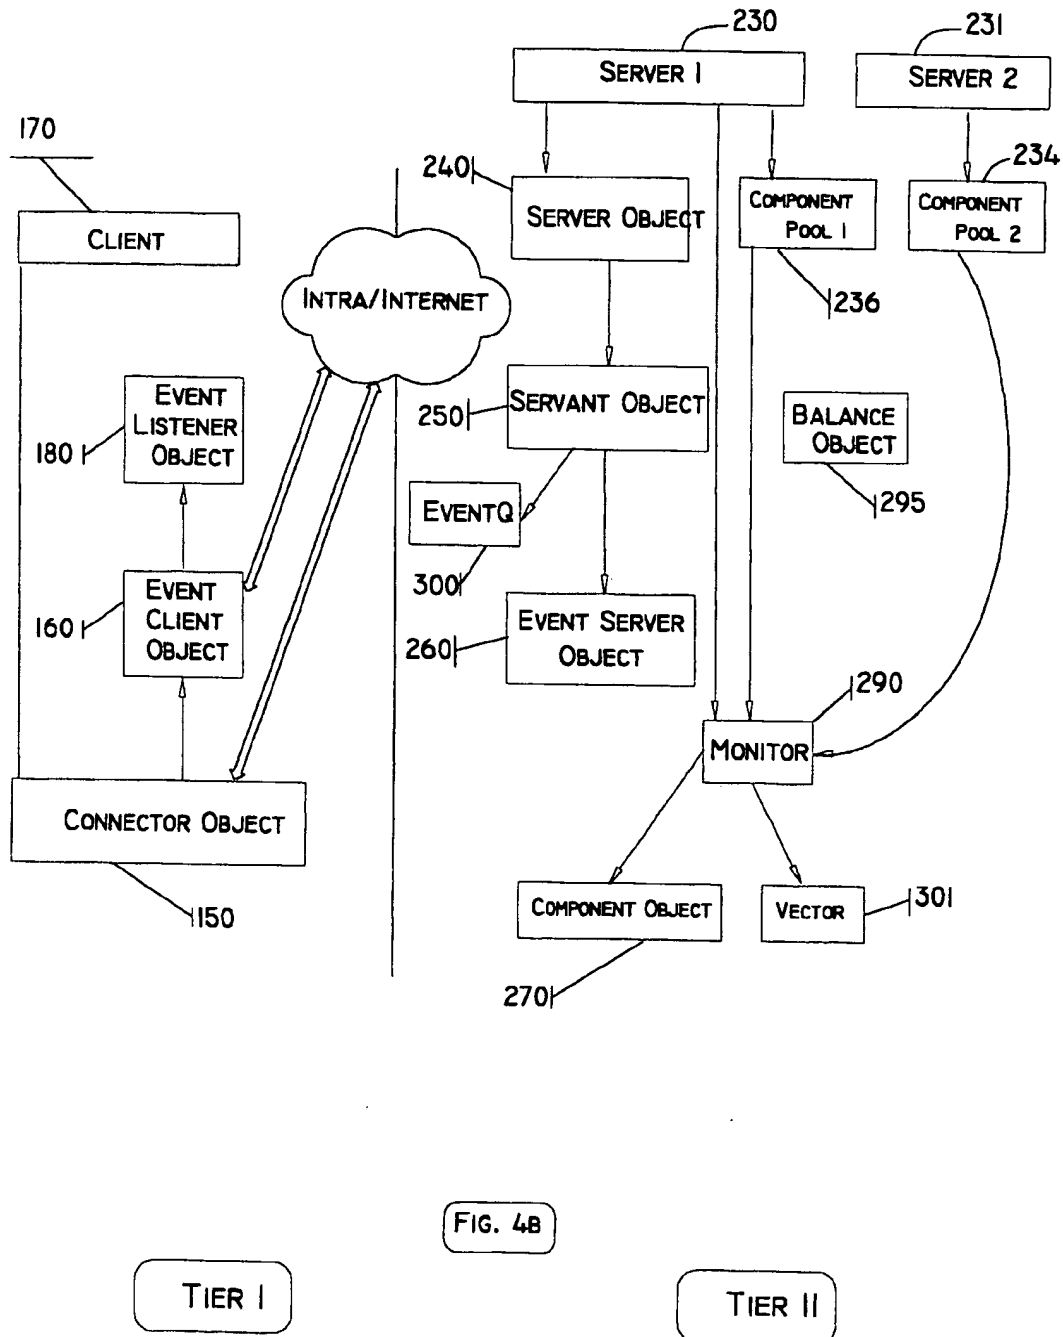 230
SERVER 1
231
SERVER 2
170
CLIENT
240
SERVER OBJECT
COMPONENT
POOL 1
236
234
COMPONENT
POOL 2
INTRA/INTERNET
EVENT
LISTENER
OBJECT
180
250
SERVANT OBJECT
BALANCE
OBJECT
295
EVENTQ
300
EVENT
CLIENT
OBJECT
160
260
EVENT SERVER
OBJECT
290
MONITOR
CONNECTOR OBJECT
150
COMPONENT OBJECT
270
VECTOR
301
FIG. 4B
TIER I
TIER II